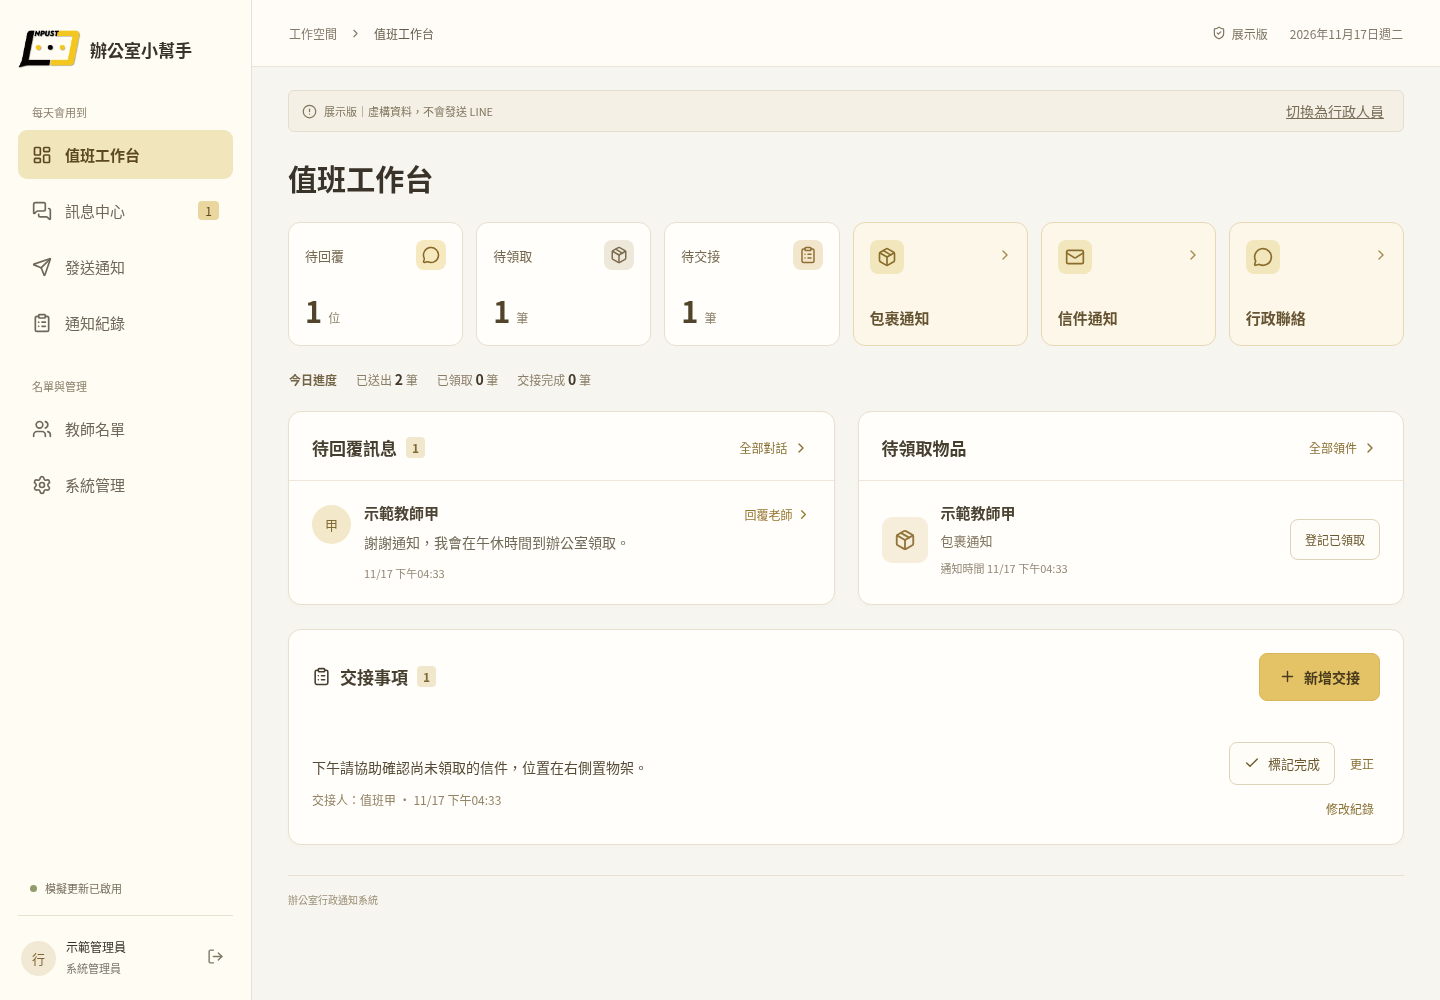 HPUST
辦公室小幫手
每天會用到
值班工作台
訊息中心 1
發送通知
通知紀錄
名單與管理
教師名單
系統管理
模擬更新已啟用
行
示範管理員
系統管理員
工作空間 > 值班工作台
展示版 2026年11月17日週二
展示版｜虛構資料，不會發送 LINE
切換為行政人員
值班工作台
待回覆
1 位
待領取
1 筆
待交接
1 筆
包裹通知
信件通知
行政聯絡
今日進度 已送出 2 筆 已領取 0 筆 交接完成 0 筆
待回覆訊息 1
全部對話
甲
示範教師甲
回覆老師
謝謝通知，我會在午休時間到辦公室領取。
11/17 下午04:33
待領取物品
全部領件
示範教師甲
包裹通知
通知時間 11/17 下午04:33
登記已領取
交接事項 1
新增交接
下午請協助確認尚未領取的信件，位置在右側置物架。
交接人：值班甲 · 11/17 下午04:33
標記完成
更正
修改紀錄
辦公室行政通知系統